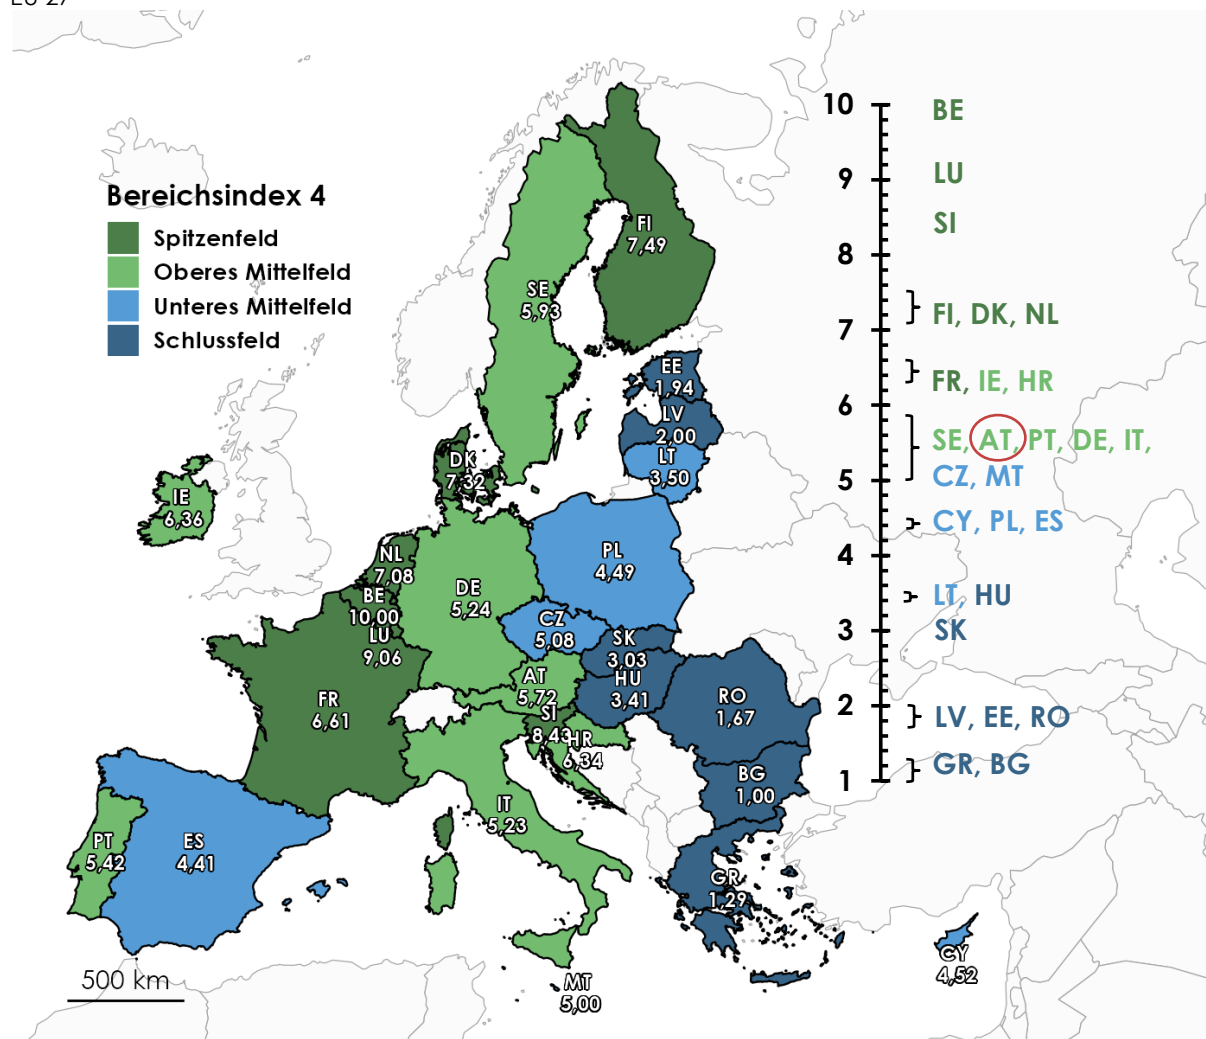 EU 27
Bereichsindex 4
Spitzenfeld
Oberes Mittelfeld
Unteres Mittelfeld
Schlussfeld
FI
7,49
SE
5,93
EE
1,94
LV
2,00
LT
3,50
DK
7,32
IE
6,36
NL
7,08
BE
10,00
LU
9,06
DE
5,24
PL
4,49
CZ
5,08
SK
3,03
AT
5,72
HU
3,41
RO
1,67
FR
6,61
SI
8,43
HR
6,34
BG
1,00
IT
5,23
PT
5,42
ES
4,41
GR
1,29
CY
4,52
MT
5,00
500 km
10
9
8
7
6
5
4
3
2
1
BE
LU
SI
FI, DK, NL
FR, IE, HR
SE, AT, PT, DE, IT,
CZ, MT
CY, PL, ES
LT, HU
SK
LV, EE, RO
GR, BG